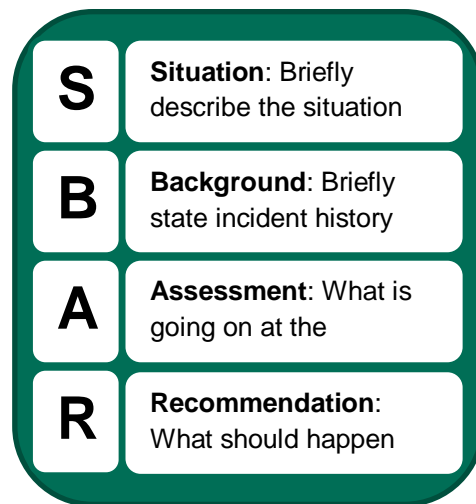 S
Situation: Briefly
describe the situation
B
Background: Briefly
state incident history
A
Assessment: What is
going on at the
R
Recommendation:
What should happen